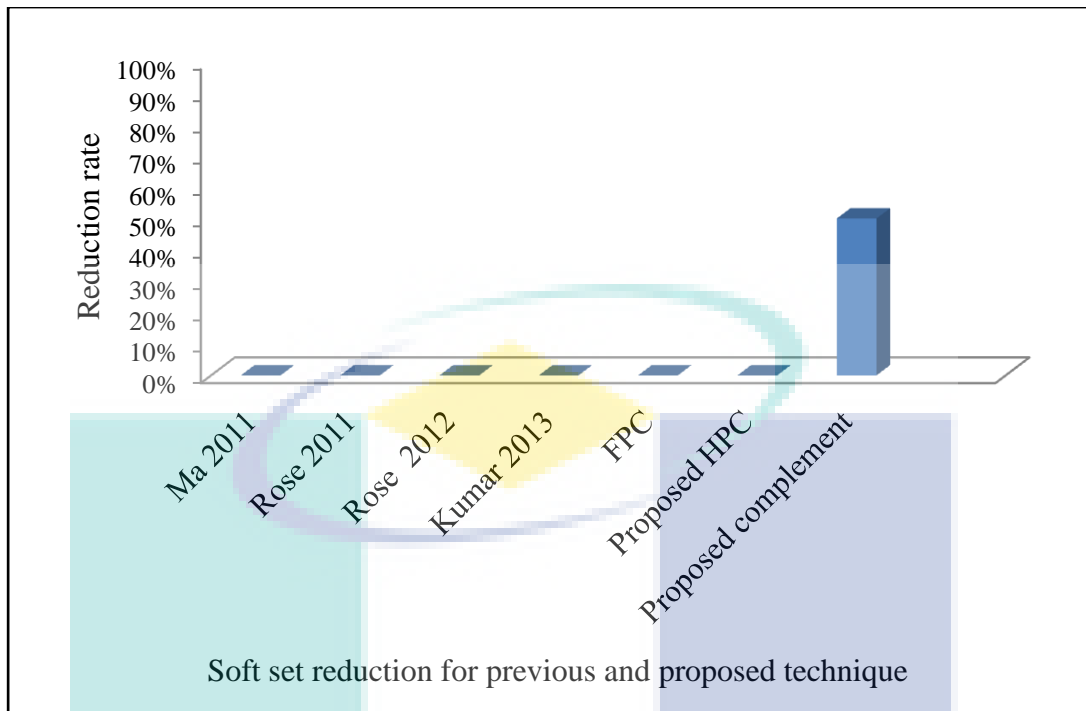 100%
90%
80%
70%
60%
50%
40%
30%
20%
10%
0%
Reduction rate
Ma 2011
Rose 2011
Rose 2012
Kumar 2013
FPC
Proposed HPC
Proposed complement
Soft set reduction for previous and proposed technique